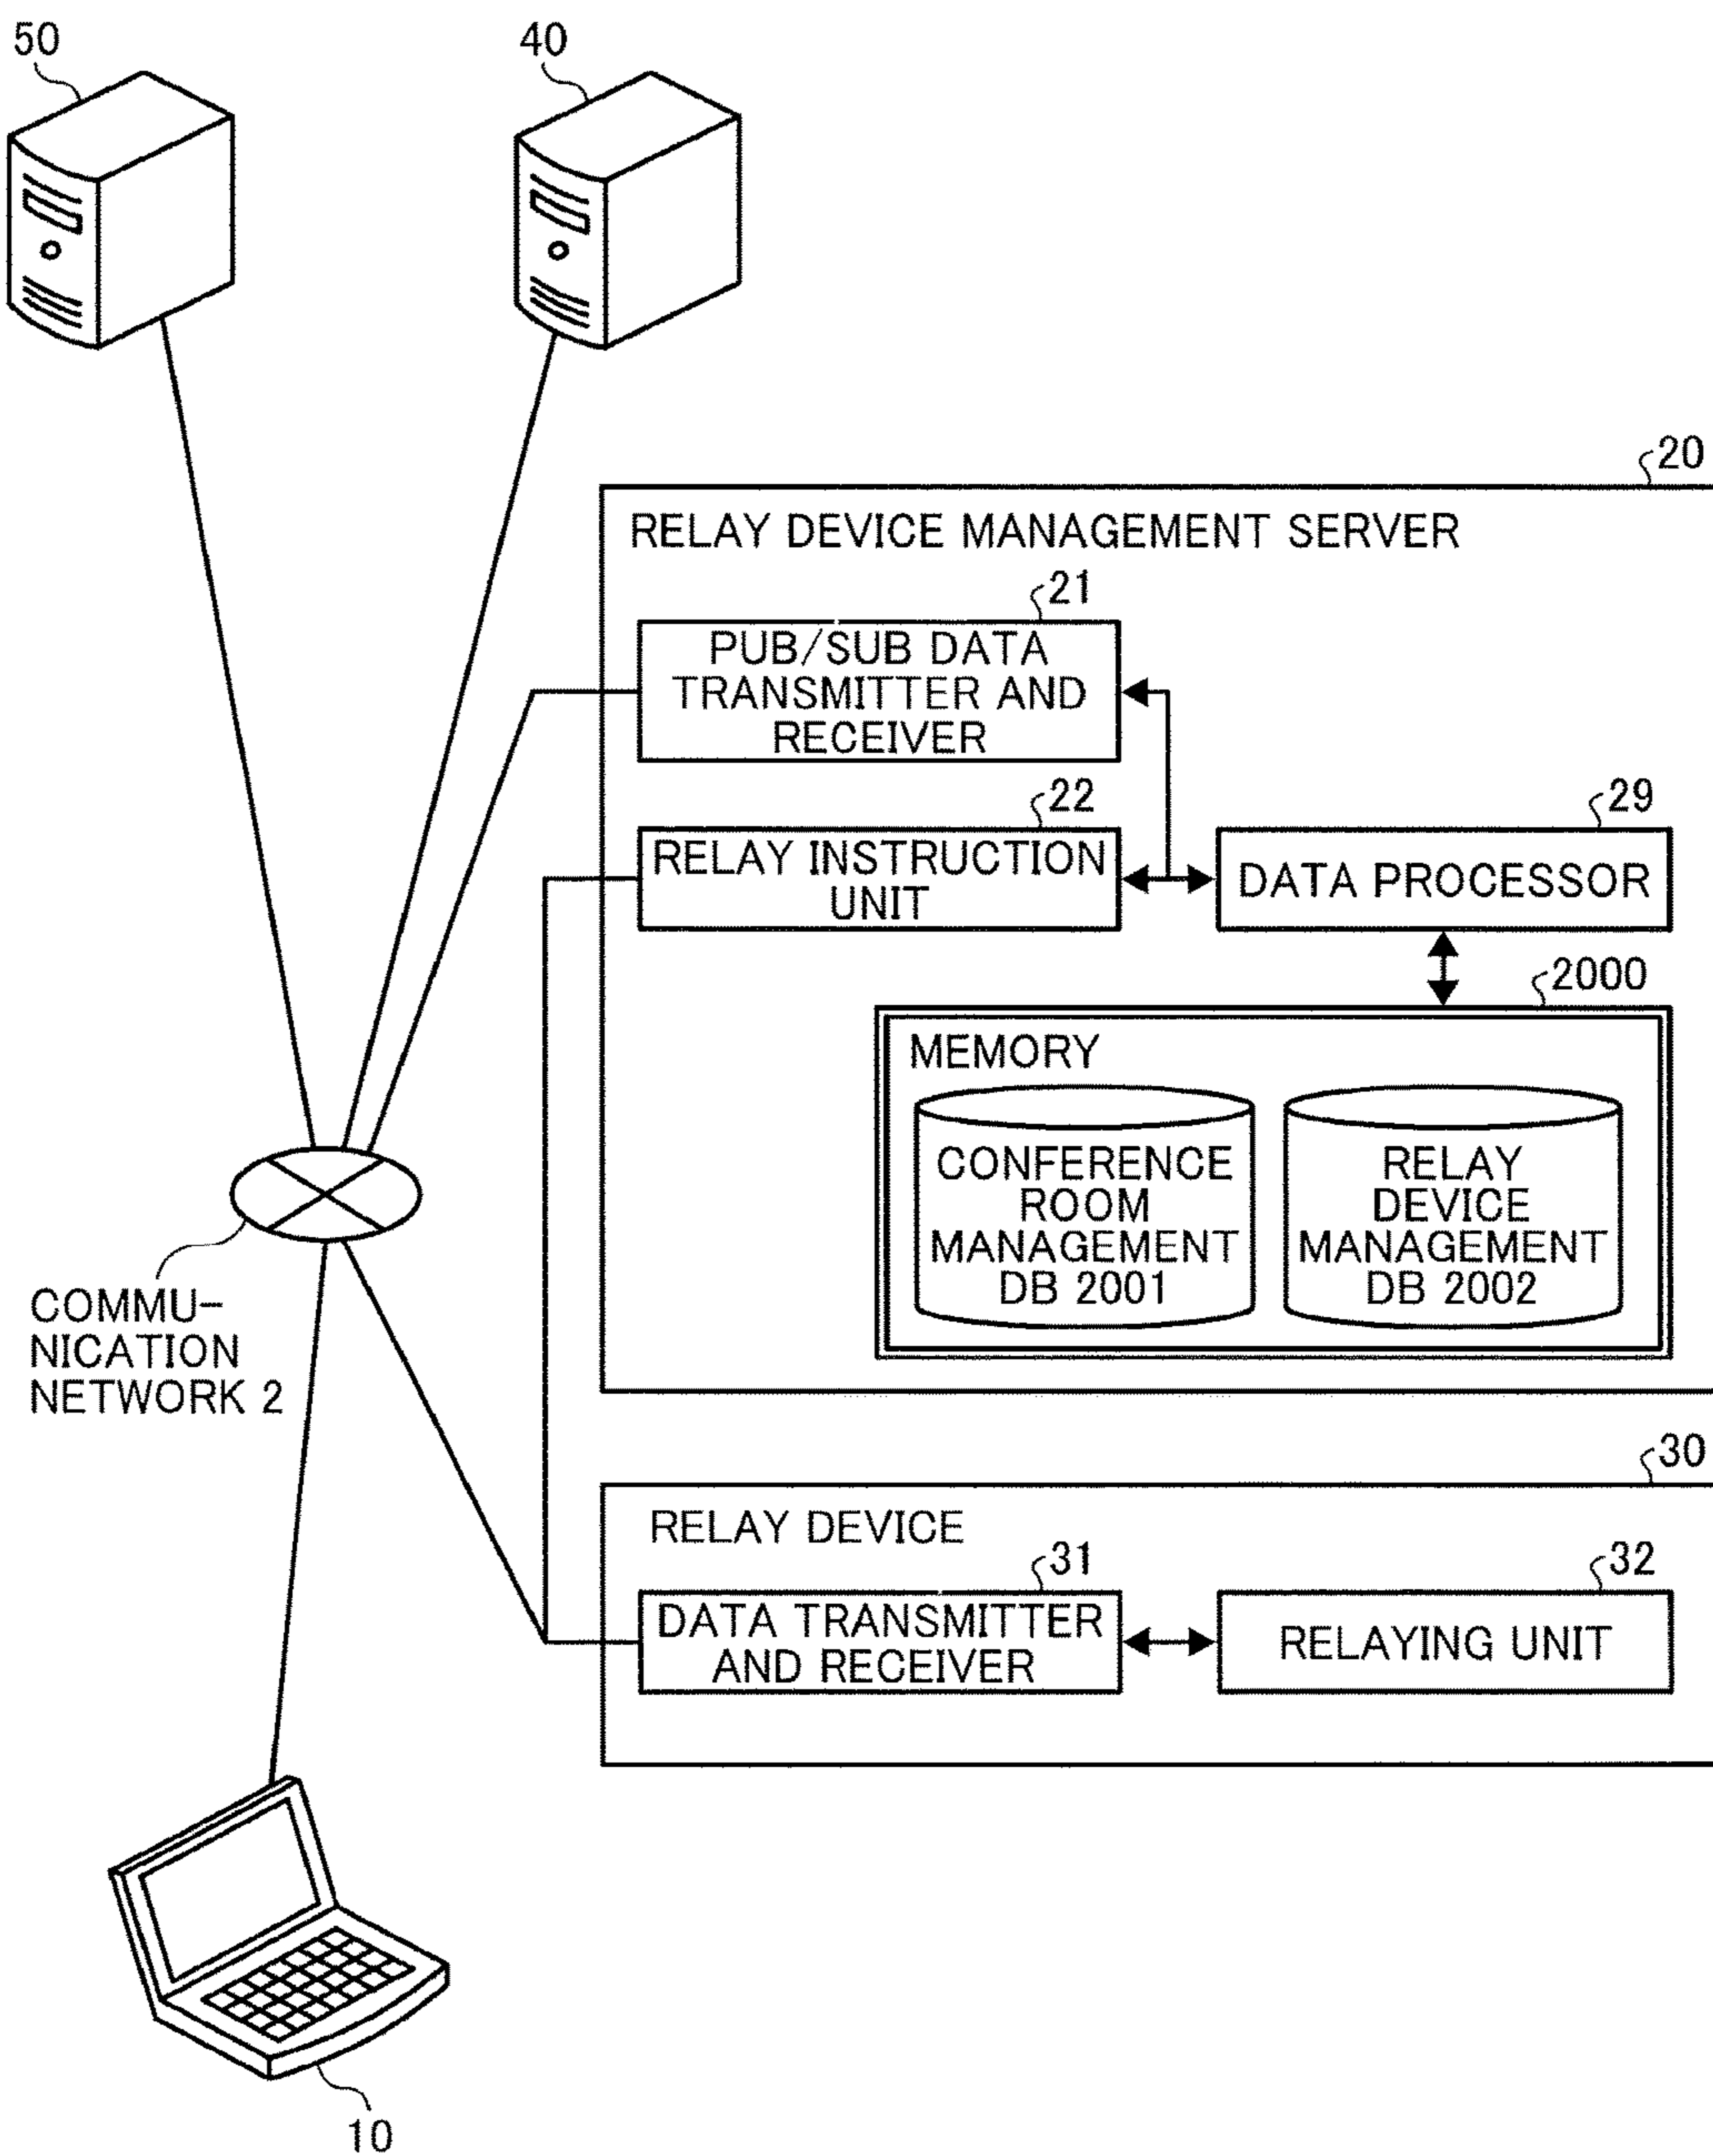 50
40
20
RELAY DEVICE MANAGEMENT SERVER
21
PUB/SUB DATA
TRANSMITTER AND
RECEIVER
22
RELAY INSTRUCTION
UNIT
29
DATA PROCESSOR
2000
MEMORY
CONFERENCE
ROOM
MANAGEMENT
DB 2001
RELAY
DEVICE
MANAGEMENT
DB 2002
COMMU-
NICATION
NETWORK 2
30
RELAY DEVICE
31
DATA TRANSMITTER
AND RECEIVER
32
RELAYING UNIT
10